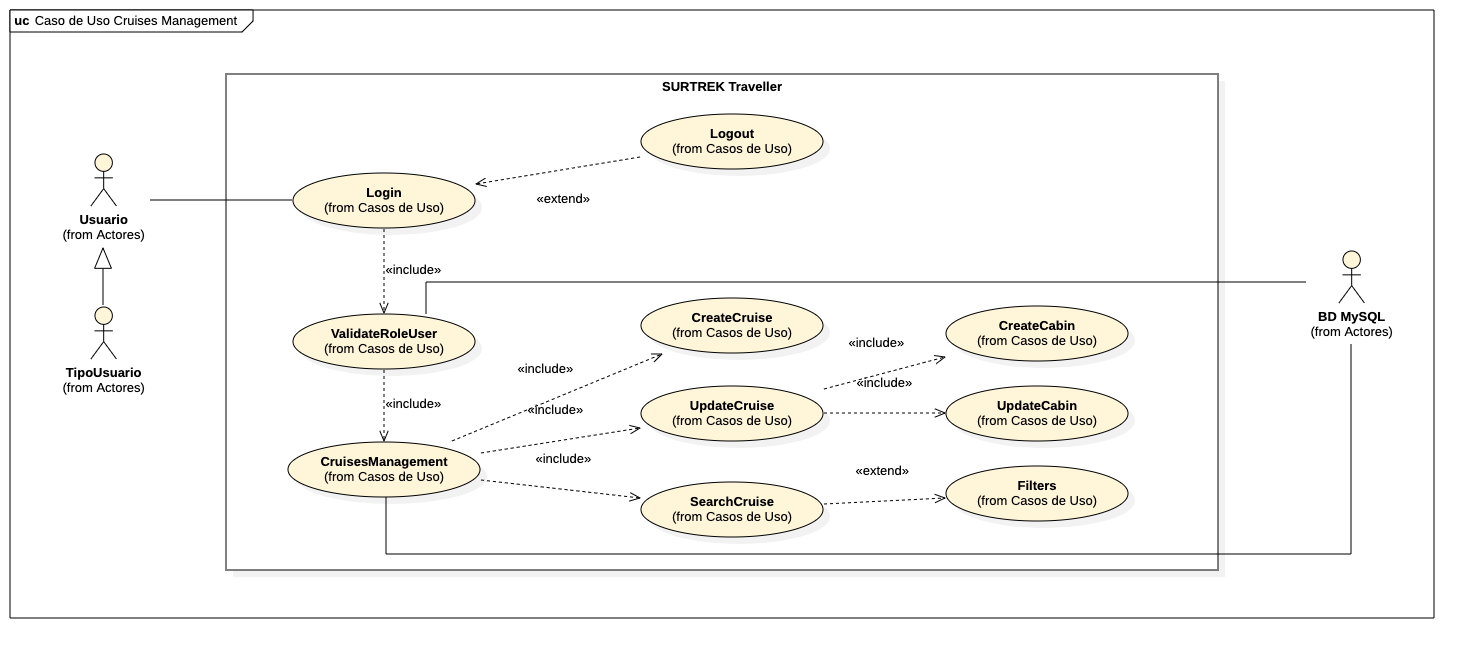 uc Caso de Uso Cruises Management
SURTREK Traveller
Logout
(from Casos de Uso)
Login
(from Casos de Uso)
«extend»
Usuario
(from Actores)
«include»
BD MySQL
(from Actores)
ValidateRoleUser
(from Casos de Uso)
CreateCruise
(from Casos de Uso)
CreateCabin
(from Casos de Uso)
«include»
TipoUsuario
(from Actores)
«include»
«include»
«include»
«include»
UpdateCruise
(from Casos de Uso)
UpdateCabin
(from Casos de Uso)
CruisesManagement
(from Casos de Uso)
«include»
«extend»
SearchCruise
(from Casos de Uso)
Filters
(from Casos de Uso)